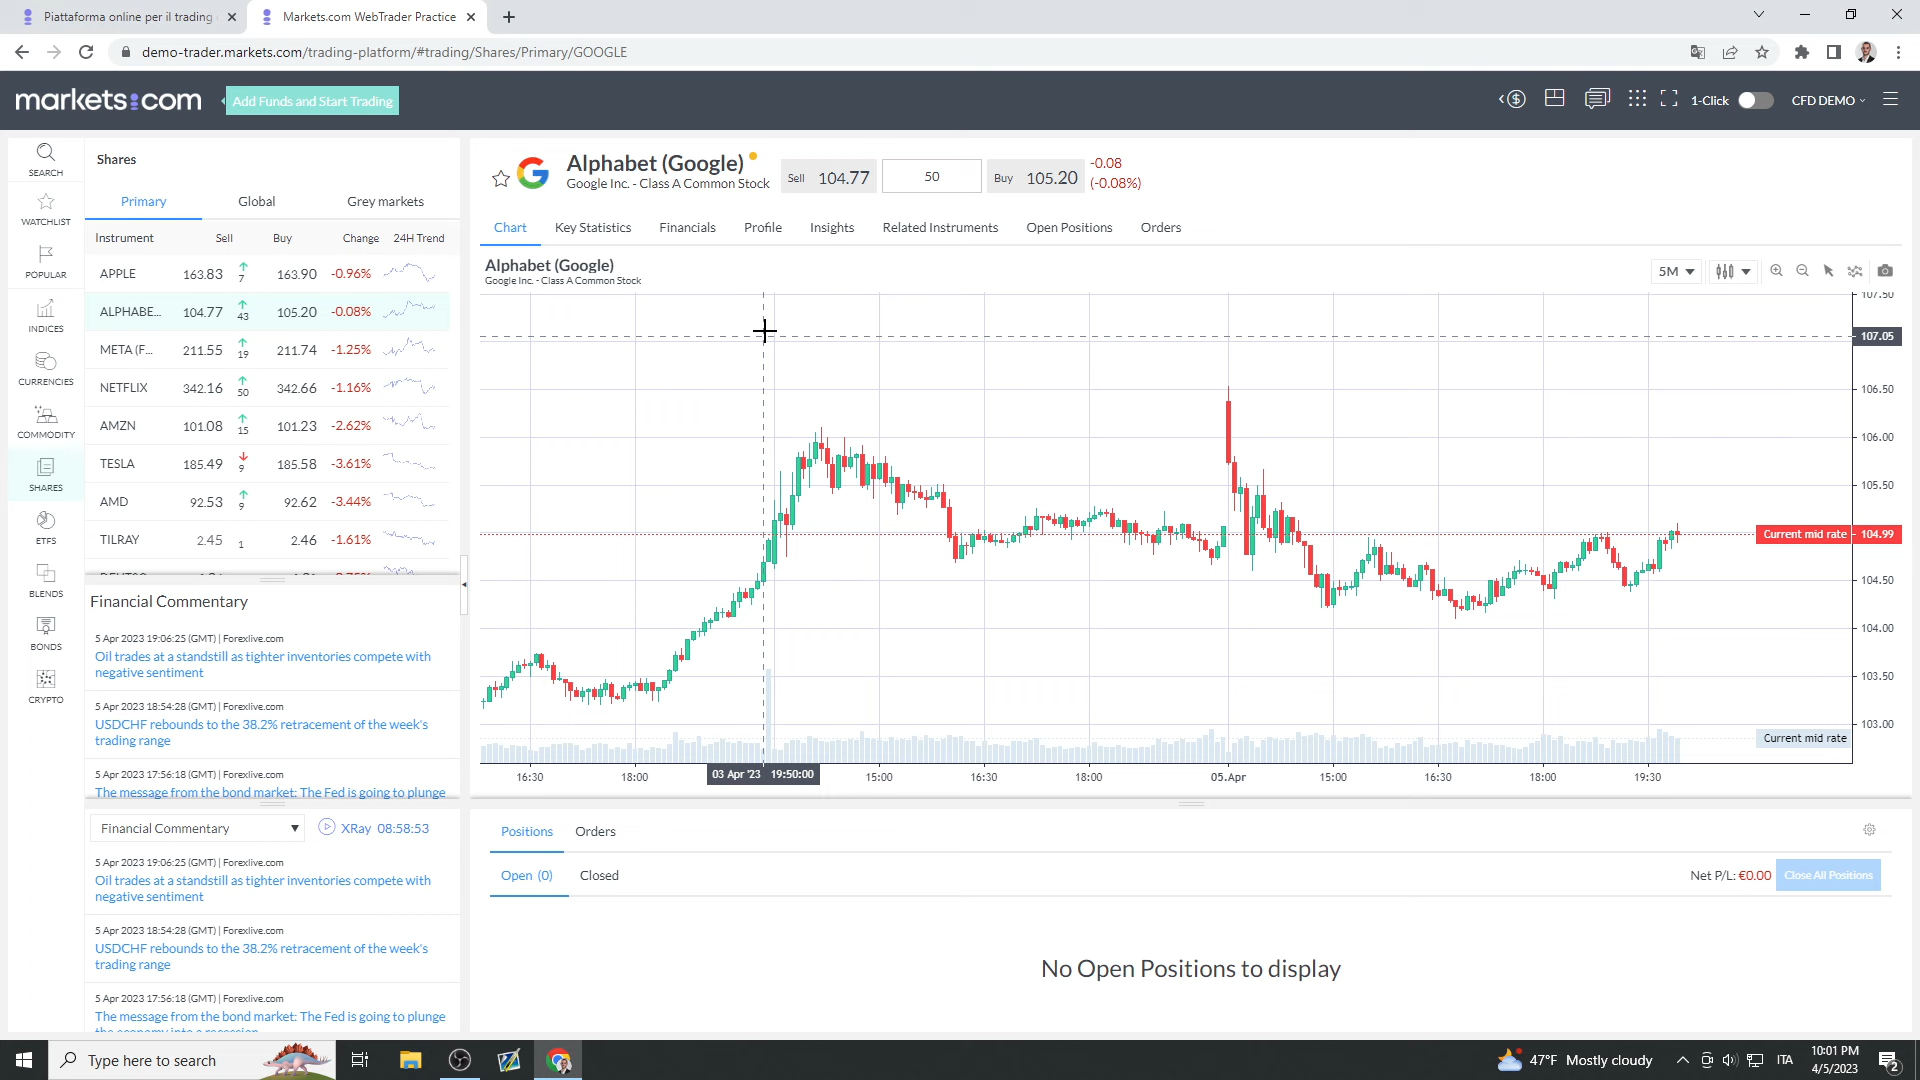 Piattaforma online per il trading
Markets.com WebTrader Practice
demo-trader.markets.com/trading-platform/#trading/Shares/Primary/GOOGLE
markets.com
Add Funds and Start Trading
1-Click
CFD DEMO
SEARCH
WATCHLIST
POPULAR
INDICES
CURRENCIES
COMMODITY
SHARES
ETFS
BLENDS
BONDS
CRYPTO
Shares
Primary Global Grey markets
Instrument Sell Buy Change 24H Trend
APPLE 163.83 7 163.90 -0.96%
ALPHABE... 104.77 43 105.20 -0.08%
META (F... 211.55 19 211.74 -1.25%
NETFLIX 342.16 50 342.66 -1.16%
AMZN 101.08 15 101.23 -2.62%
TESLA 185.49 9 185.58 -3.61%
AMD 92.53 9 92.62 -3.44%
TILRAY 2.45 1 2.46 -1.61%
Financial Commentary
5 Apr 2023 19:06:25 (GMT) | Forexlive.com
Oil trades at a standstill as tighter inventories compete with
negative sentiment
5 Apr 2023 18:54:28 (GMT) | Forexlive.com
USDCHF rebounds to the 38.2% retracement of the week's
trading range
5 Apr 2023 17:56:18 (GMT) | Forexlive.com
The message from the bond market: The Fed is going to plunge
Financial Commentary
XRay 08:58:53
5 Apr 2023 19:06:25 (GMT) | Forexlive.com
Oil trades at a standstill as tighter inventories compete with
negative sentiment
5 Apr 2023 18:54:28 (GMT) | Forexlive.com
USDCHF rebounds to the 38.2% retracement of the week's
trading range
5 Apr 2023 17:56:18 (GMT) | Forexlive.com
The message from the bond market: The Fed is going to plunge
the economy into a recession
Alphabet (Google)
Google Inc. - Class A Common Stock
Sell 104.77
50
Buy 105.20
-0.08
(-0.08%)
Chart Key Statistics Financials Profile Insights Related Instruments Open Positions Orders
Alphabet (Google)
Google Inc. - Class A Common Stock
5M
107.50
107.05
106.50
106.00
105.50
Current mid rate 104.99
104.50
104.00
103.50
103.00
Current mid rate
16:30 18:00 03 Apr '23 19:50:00 15:00 16:30 18:00 05.Apr 15:00 16:30 18:00 19:30
Positions Orders
Open (0) Closed
Net P/L: €0.00
Close All Positions
No Open Positions to display
Type here to search
47°F Mostly cloudy
ITA
10:01 PM
4/5/2023
2